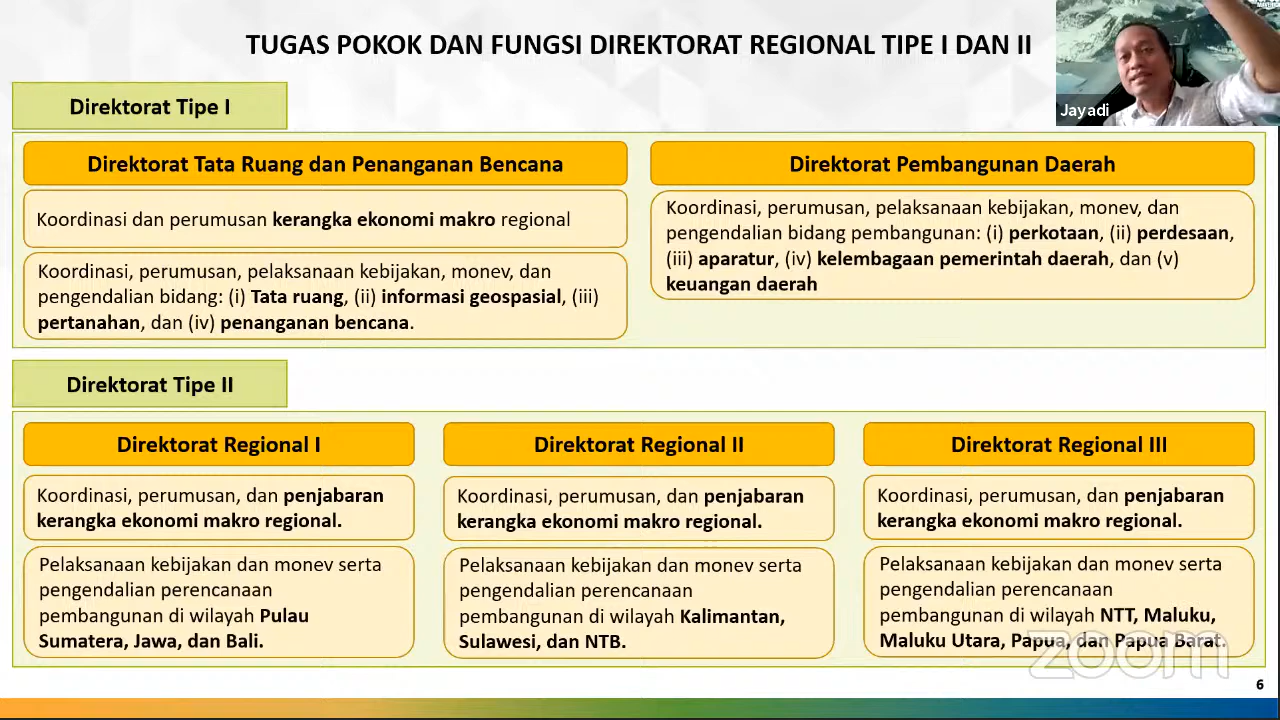 TUGAS POKOK DAN FUNGSI DIREKTORAT REGIONAL TIPE I DAN II
Jayadi
Direktorat Tipe I
Direktorat Tata Ruang dan Penanganan Bencana
Koordinasi dan perumusan kerangka ekonomi makro regional
Koordinasi, perumusan, pelaksanaan kebijakan, monev, dan
pengendalian bidang: (i) Tata ruang, (ii) informasi geospasial, (iii)
pertanahan, dan (iv) penanganan bencana.
Direktorat Pembangunan Daerah
Koordinasi, perumusan, pelaksanaan kebijakan, monev, dan
pengendalian bidang pembangunan: (i) perkotaan, (ii) perdesaan,
(iii) aparatur, (iv) kelembagaan pemerintah daerah, dan (v)
keuangan daerah
Direktorat Tipe II
Direktorat Regional I
Koordinasi, perumusan, dan penjabaran
kerangka ekonomi makro regional.
Pelaksanaan kebijakan dan monev serta
pengendalian perencanaan
pembangunan di wilayah Pulau
Sumatera, Jawa, dan Bali.
Direktorat Regional II
Koordinasi, perumusan, dan penjabaran
kerangka ekonomi makro regional.
Pelaksanaan kebijakan dan monev serta
pengendalian perencanaan
pembangunan di wilayah Kalimantan,
Sulawesi, dan NTB.
Direktorat Regional III
Koordinasi, perumusan, dan penjabaran
kerangka ekonomi makro regional.
Pelaksanaan kebijakan dan monev serta
pengendalian perencanaan
pembangunan di wilayah NTT, Maluku,
Maluku Utara, Papua, dan Papua Barat.
zoom
6